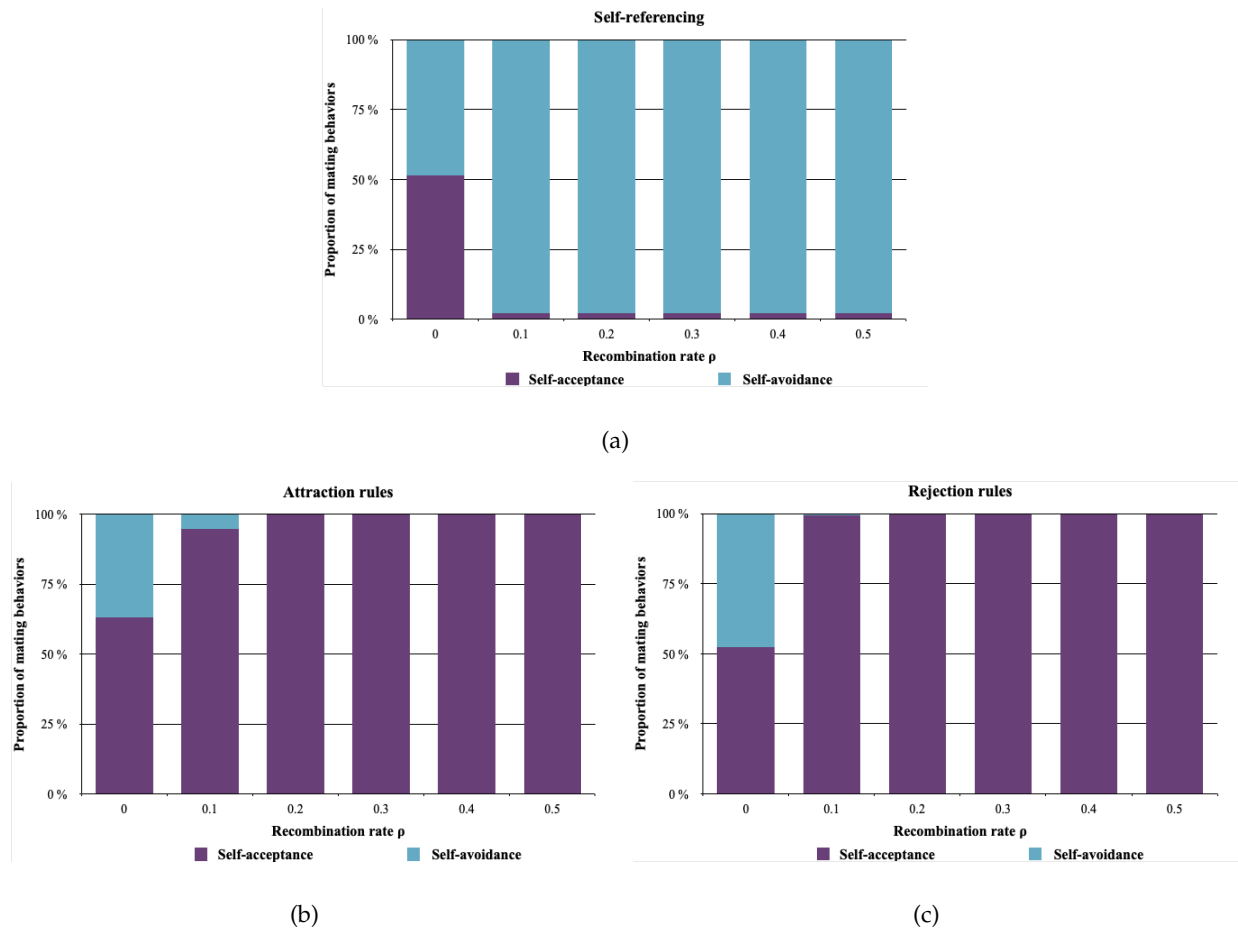 Self-referencing
Proportion of mating behaviors
100 %
75 %
50 %
25 %
0 %
0 0.1 0.2 0.3 0.4 0.5
Recombination rate ρ
Self-acceptance Self-avoidance
(a)
Attraction rules
Proportion of mating behaviors
100 %
75 %
50 %
25 %
0 %
0 0.1 0.2 0.3 0.4 0.5
Recombination rate ρ
Self-acceptance Self-avoidance
(b)
Rejection rules
Proportion of mating behaviors
100 %
75 %
50 %
25 %
0 %
0 0.1 0.2 0.3 0.4 0.5
Recombination rate ρ
Self-acceptance Self-avoidance
(c)